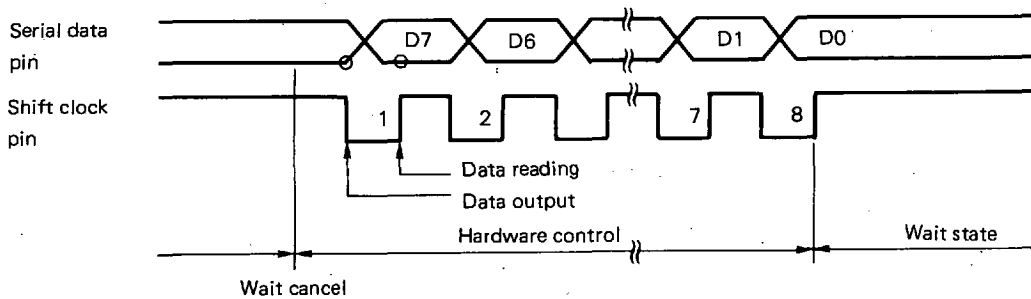 Serial data
pin
D7 D6 D1 D0
Shift clock
pin
1 2 7 8
Data reading
Data output
Hardware control
Wait state
Wait cancel